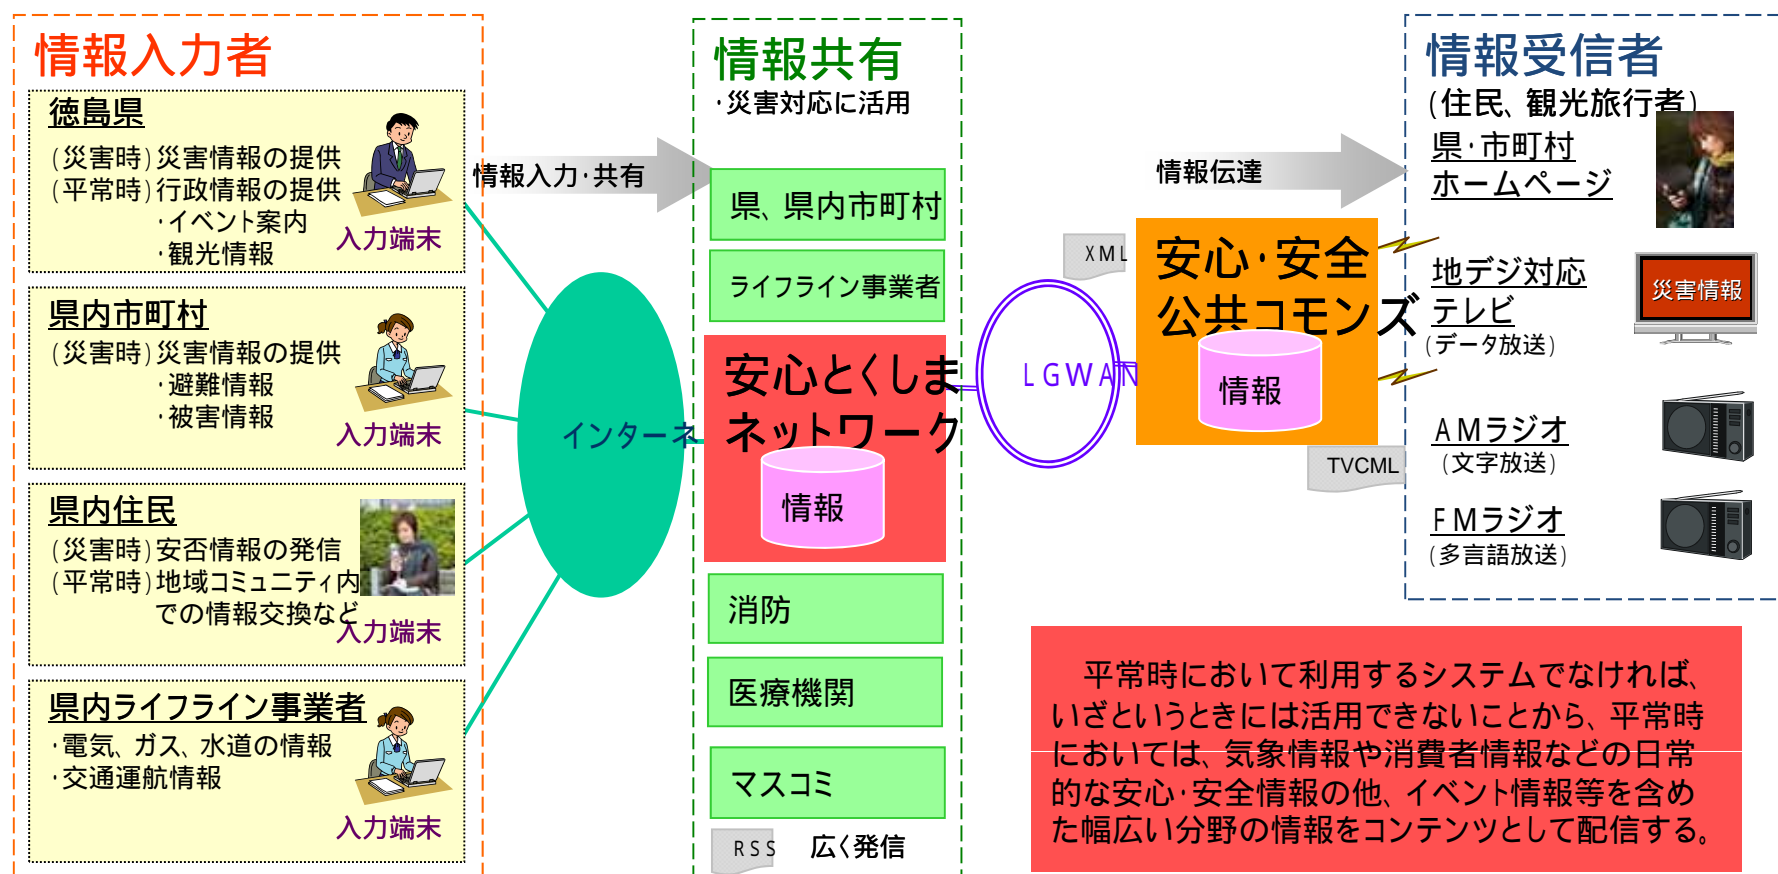 情報入力者
徳島県
(災害時)災害情報の提供
(平常時)行政情報の提供
・イベント案内
・観光情報
入力端末
県内市町村
(災害時)災害情報の提供
・避難情報
・被害情報
入力端末
県内住民
(災害時)安否情報の発信
(平常時)地域コミュニティ内
での情報交換など
入力端末
県内ライフライン事業者
・電気、ガス、水道の情報
・交通運航情報
入力端末
情報入力・共有
インターネ
情報共有
・災害対応に活用
県、県内市町村
ライフライン事業者
安心とくしま
ネットワーク
情報
消防
医療機関
マスコミ
RSS 広く発信
LGWAN
XML
安心・安全
公共コモンズ
情報
TVCML
情報伝達
情報受信者
(住民、観光旅行者)
県・市町村
ホームページ
地デジ対応
テレビ
(データ放送)
災害情報
AMラジオ
(文字放送)
FMラジオ
(多言語放送)
平常時において利用するシステムでなければ、
いざというときには活用できないことから、平常時
においては、気象情報や消費者情報などの日常
的な安心・安全情報の他、イベント情報等を含め
た幅広い分野の情報をコンテンツとして配信する。